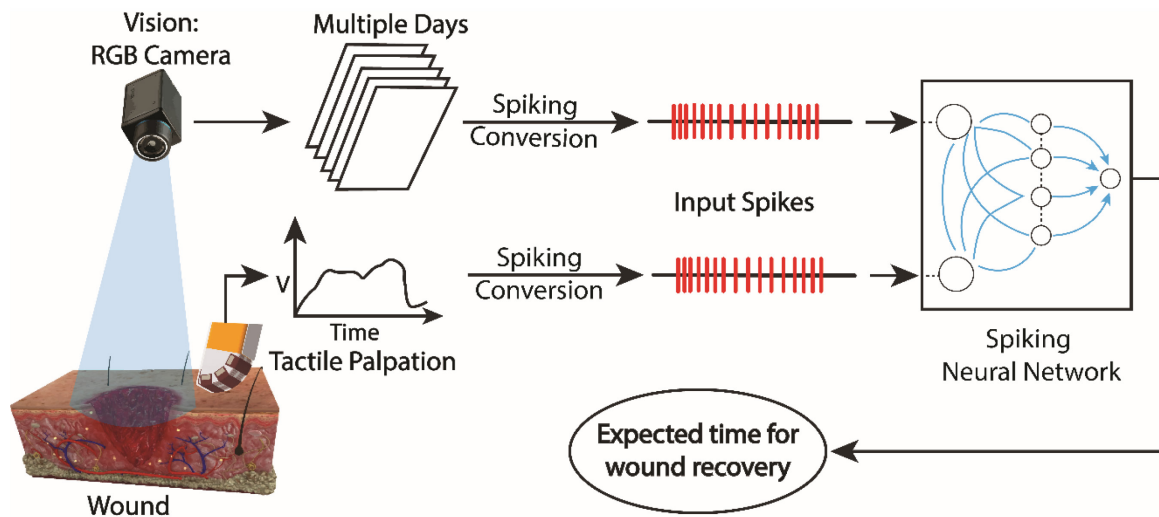 Vision:
RGB Camera
Multiple Days
Spiking
Conversion
Input Spikes
V
Time
Tactile Palpation
Spiking
Conversion
Spiking
Neural Network
Wound
Expected time for
wound recovery